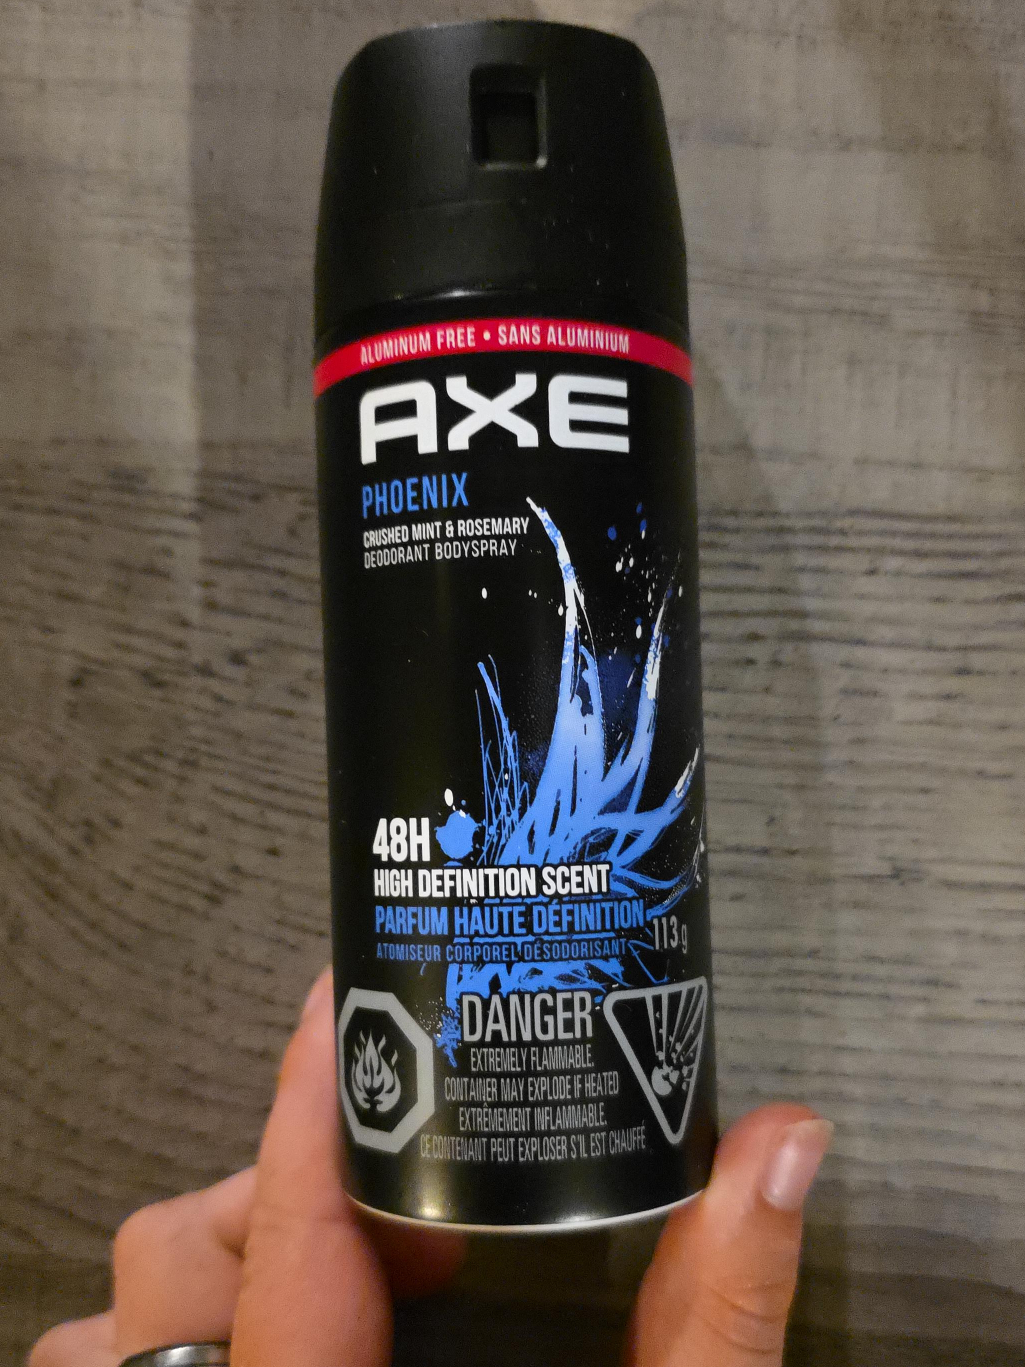 ALUMINUM FREE • SANS ALUMINIUM
AXE
PHOENIX
CRUSHED MINT & ROSEMARY
DEODORANT BODYSPRAY
48H
HIGH DEFINITION SCENT
PARFUM HAUTE DÉFINITION
ATOMISEUR CORPOREL DÉSODORISANT
113 g
DANGER
EXTREMELY FLAMMABLE.
CONTAINER MAY EXPLODE IF HEATED
EXTRÊMEMENT INFLAMMABLE.
CE CONTENANT PEUT EXPLOSER S'IL EST CHAUFFÉ